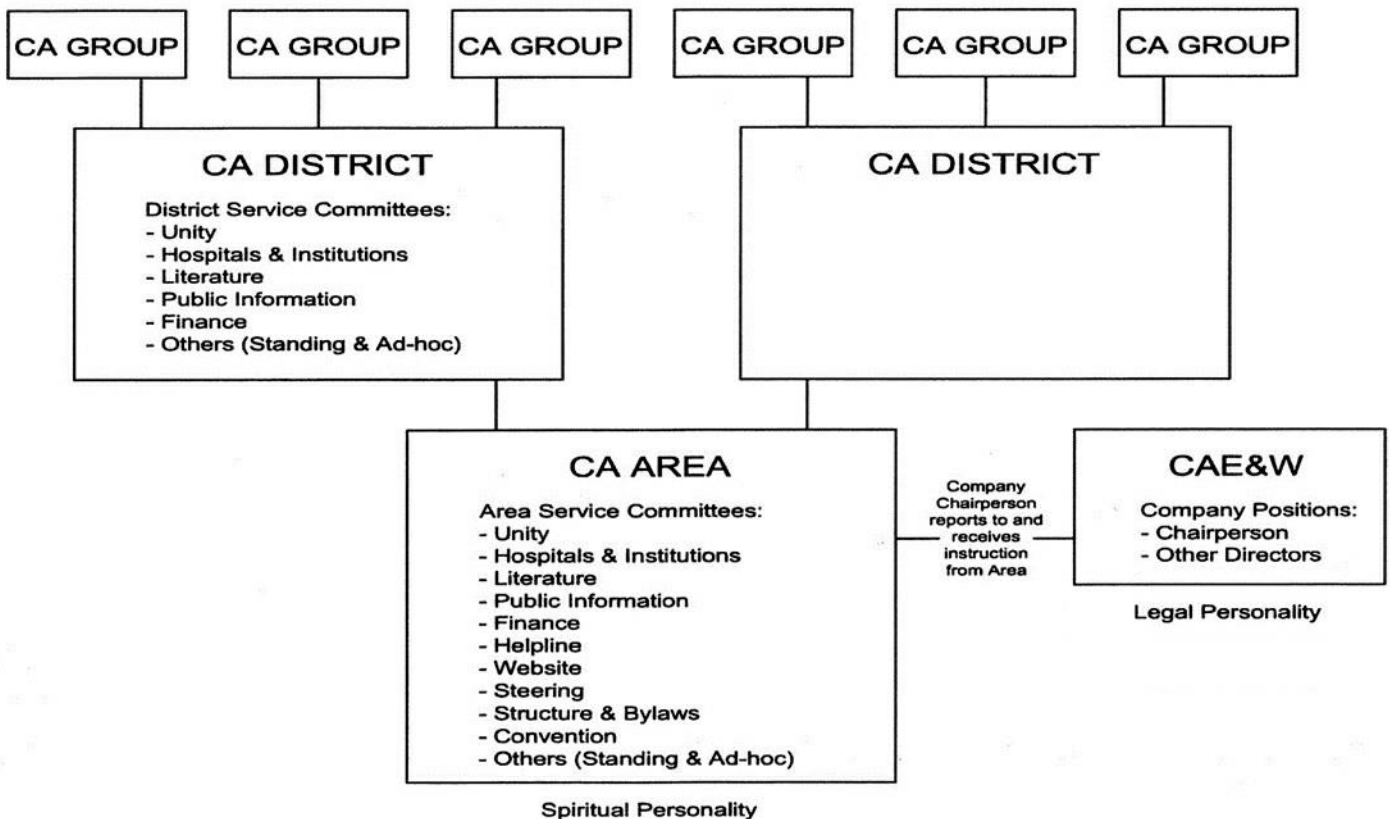 CA GROUP
CA GROUP
CA GROUP
CA GROUP
CA GROUP
CA GROUP
CA DISTRICT
District Service Committees:
- Unity
- Hospitals & Institutions
- Literature
- Public Information
- Finance
- Others (Standing & Ad-hoc)
CA DISTRICT
CA AREA
Area Service Committees:
- Unity
- Hospitals & Institutions
- Literature
- Public Information
- Finance
- Helpline
- Website
- Steering
- Structure & Bylaws
- Convention
- Others (Standing & Ad-hoc)
Spiritual Personality
Company
Chairperson
reports to and
receives
instruction
from Area
CAE&W
Company Positions:
- Chairperson
- Other Directors
Legal Personality